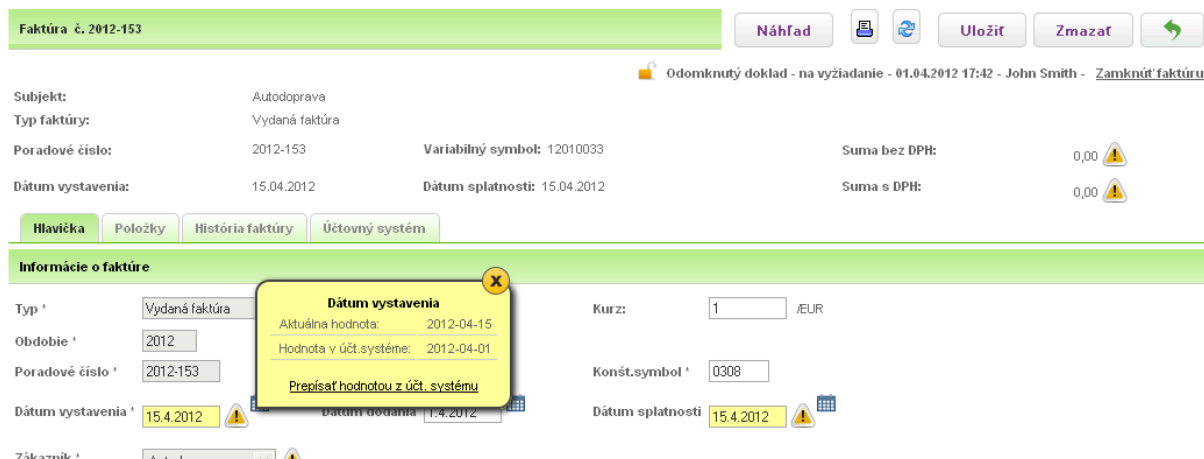 Faktúra č. 2012-153
Náhľad
Uložiť
Zmazať
Odomknutý doklad - na vyžiadanie - 01.04.2012 17:42 - John Smith - Zamknúť faktúru
Subjekt: Autodoprava
Typ faktúry: Vydaná faktúra
Poradové číslo: 2012-153 Variabilný symbol: 12010033 Suma bez DPH: 0,00
Dátum vystavenia: 15.04.2012 Dátum splatnosti: 15.04.2012 Suma s DPH: 0,00
Hlavička Položky História faktúry Účtovný systém
Informácie o faktúre
X
Dátum vystavenia
Aktuálna hodnota: 2012-04-15
Hodnota v účt.systéme: 2012-04-01
Prepísať hodnotou z účt. systému
Typ * Vydaná faktúra Kurz: 1 /EUR
Obdobie * 2012
Poradové číslo * 2012-153 Konšt.symbol * 0308
Dátum vystavenia * 15.4.2012 Dátum dodania 1.4.2012 Dátum splatnosti 15.4.2012
Zákazník *